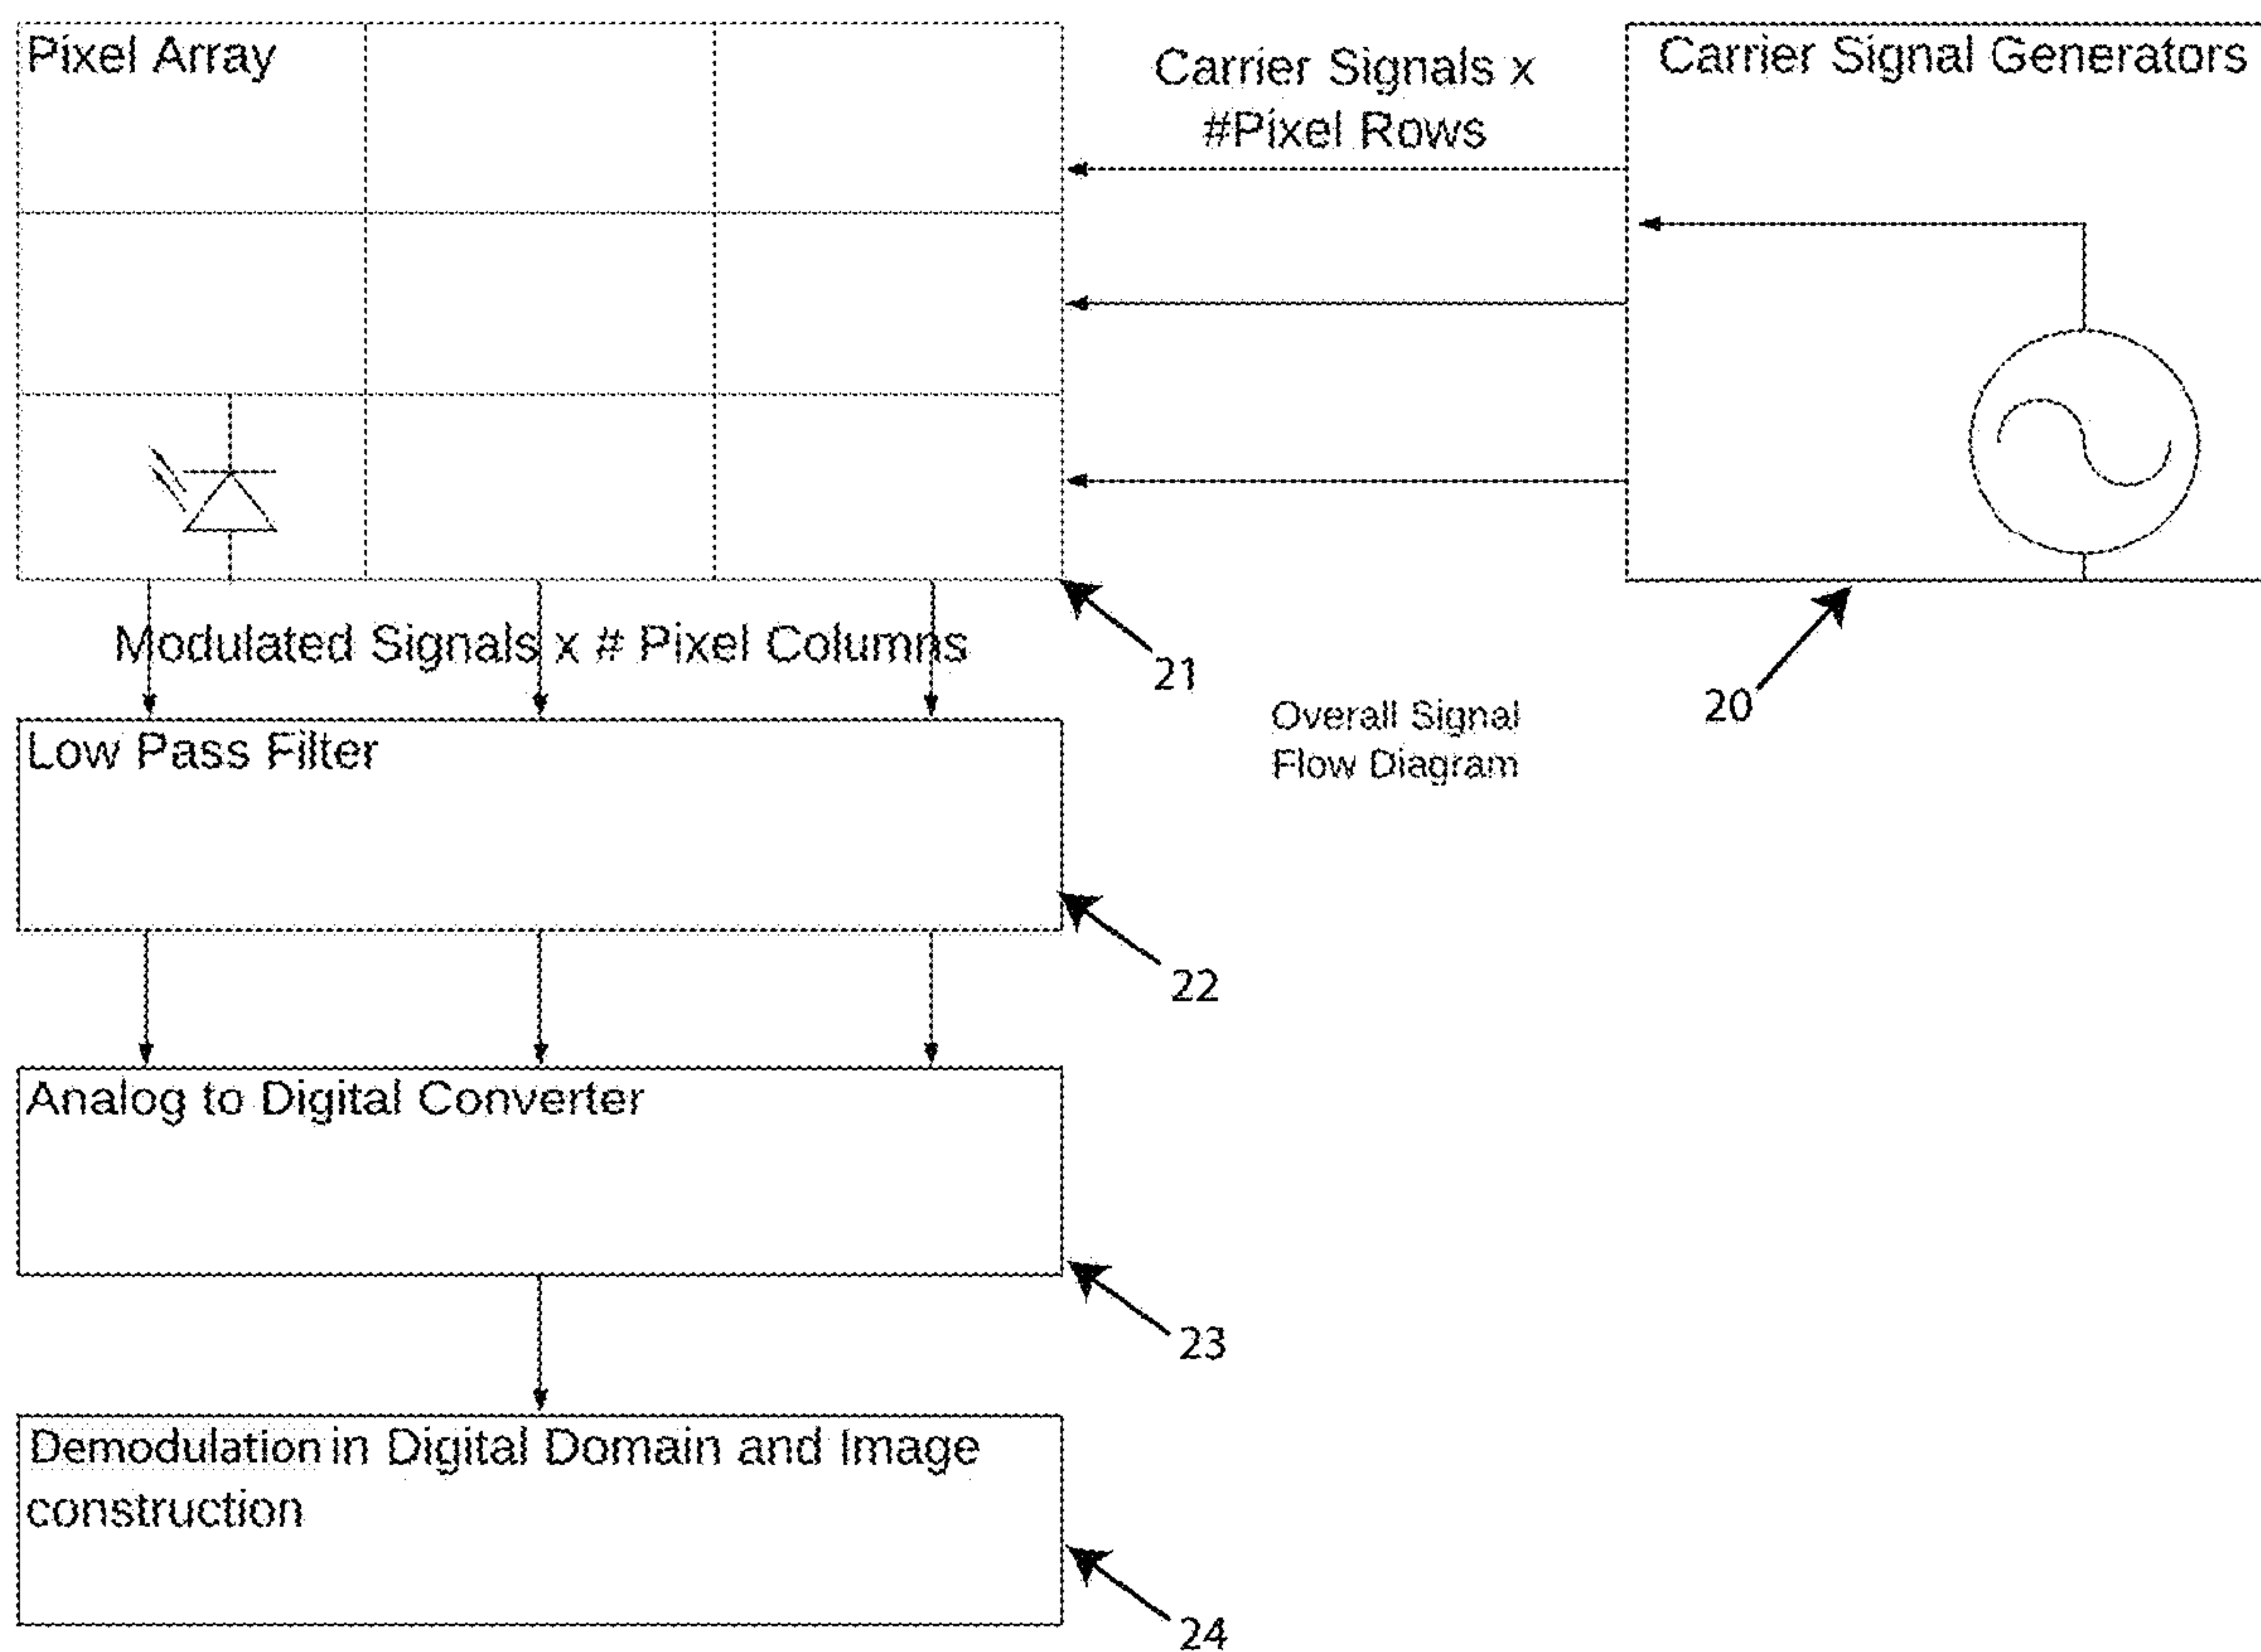 Pixel Array
Carrier Signals x
#Pixel Rows
Carrier Signal Generators
Modulated Signals x # Pixel Columns
21
20
Overall Signal
Flow Diagram
Low Pass Filter
22
Analog to Digital Converter
23
Demodulation in Digital Domain and Image
construction
24